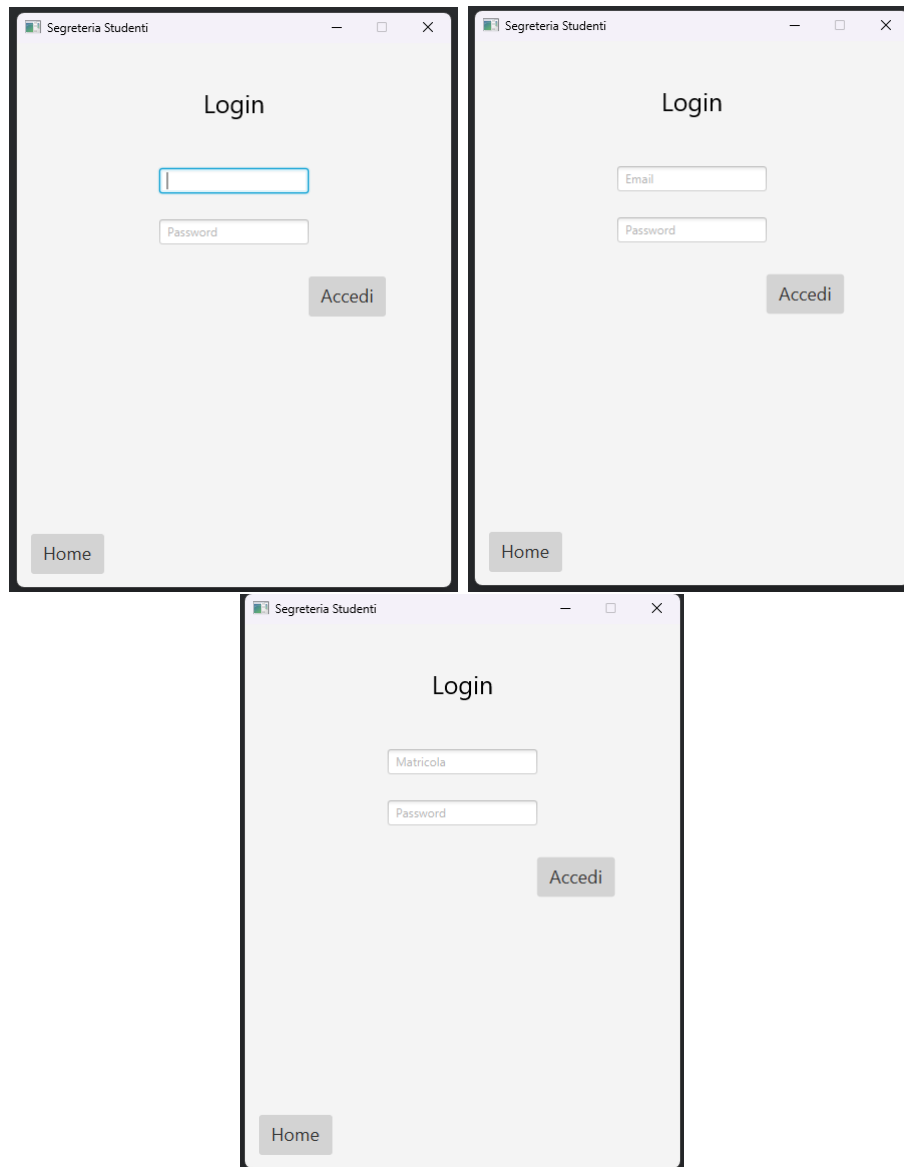 Segreteria Studenti
Login
Password
Accedi
Home
Segreteria Studenti
Login
Email
Password
Accedi
Home
Segreteria Studenti
Login
Matricola
Password
Accedi
Home